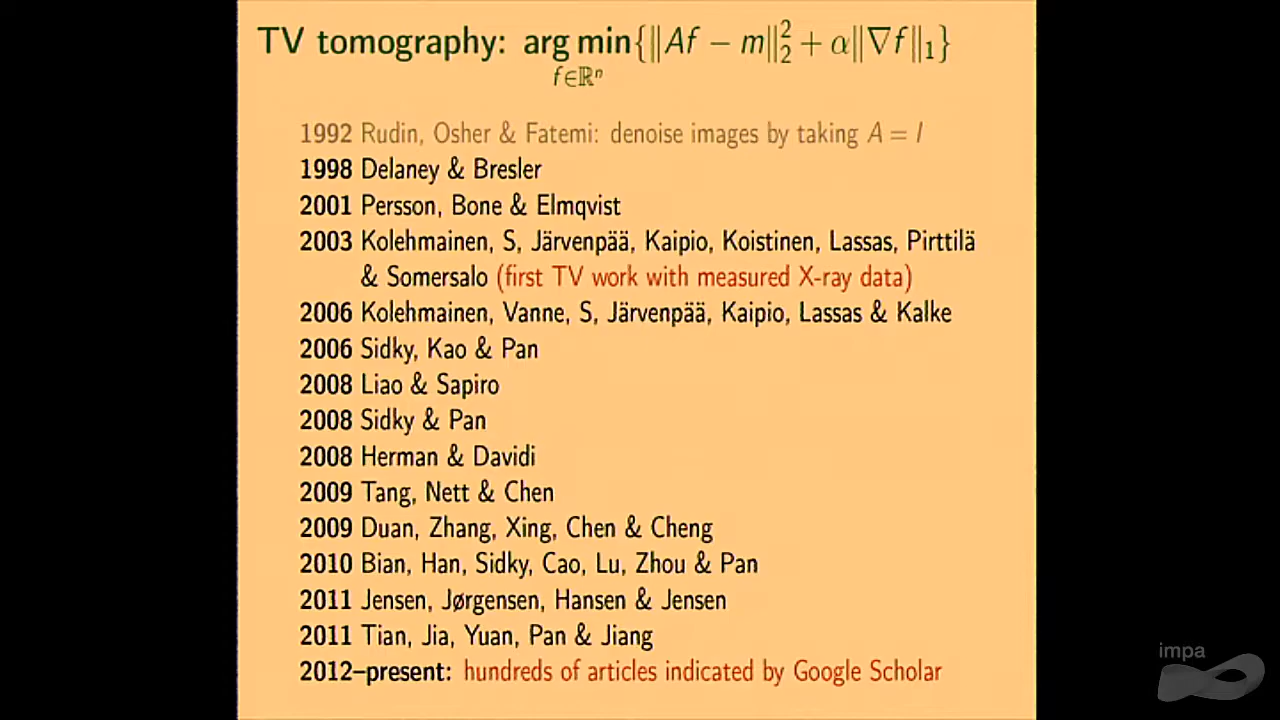 TV tomography: arg min{‖Af − m‖₂² + α‖∇f‖₁}
f∈ℝⁿ
1992 Rudin, Osher & Fatemi: denoise images by taking A = I
1998 Delaney & Bresler
2001 Persson, Bone & Elmqvist
2003 Kolehmainen, S, Järvenpää, Kaipio, Koistinen, Lassas, Pirttilä
& Somersalo (first TV work with measured X-ray data)
2006 Kolehmainen, Vanne, S, Järvenpää, Kaipio, Lassas & Kalke
2006 Sidky, Kao & Pan
2008 Liao & Sapiro
2008 Sidky & Pan
2008 Herman & Davidi
2009 Tang, Nett & Chen
2009 Duan, Zhang, Xing, Chen & Cheng
2010 Bian, Han, Sidky, Cao, Lu, Zhou & Pan
2011 Jensen, Jørgensen, Hansen & Jensen
2011 Tian, Jia, Yuan, Pan & Jiang
2012–present: hundreds of articles indicated by Google Scholar
impa